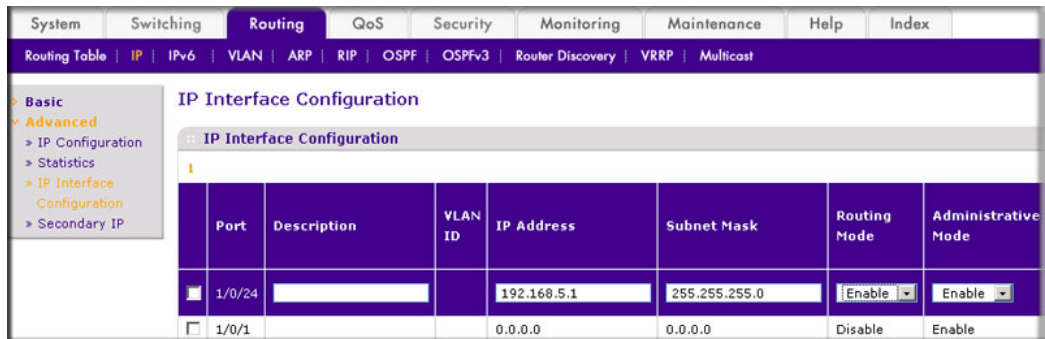 System Switching Routing QoS Security Monitoring Maintenance Help Index
Routing Table | IP | IPv6 | VLAN | ARP | RIP | OSPF | OSPFv3 | Router Discovery | VRRP | Multicast
Basic
Advanced
» IP Configuration
» Statistics
» IP Interface
Configuration
» Secondary IP
IP Interface Configuration
IP Interface Configuration
1
Port Description VLAN ID IP Address Subnet Mask Routing Mode Administrative Mode
1/0/24 192.168.5.1 255.255.255.0 Enable Enable
1/0/1 0.0.0.0 0.0.0.0 Disable Enable